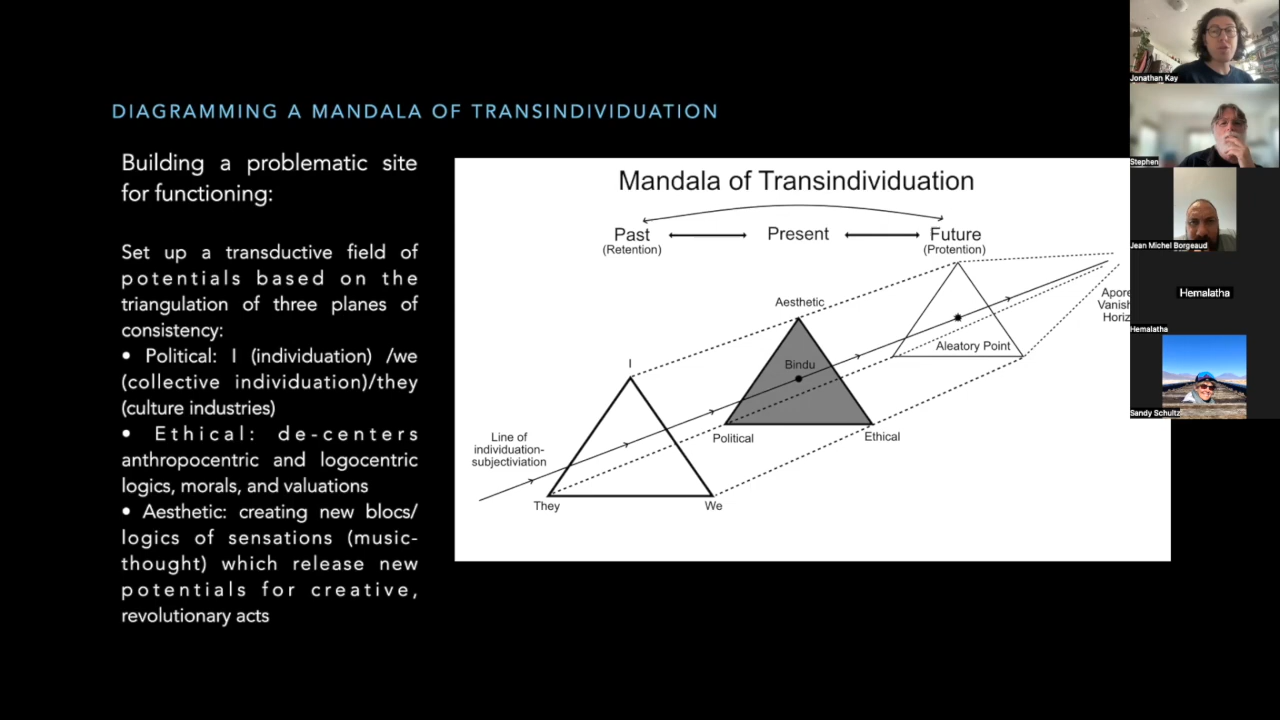 DIAGRAMMING A MANDALA OF TRANSINDIVIDUATION
Building a problematic site
for functioning:
Set up a transductive field of
potentials based on the
triangulation of three planes of
consistency:
• Political: I (individuation) /we
(collective individuation)/they
(culture industries)
• Ethical: de-centers
anthropocentric and logocentric
logics, morals, and valuations
• Aesthetic: creating new blocs/
logics of sensations (music-
thought) which release new
potentials for creative,
revolutionary acts
Mandala of Transindividuation
Past
(Retention)
Present
Future
(Protention)
Aesthetic
I
Bindu
Aleatory Point
Political
Ethical
Line of
individuation-
subjectiviation
They
We
Apore
Vanish
Horiz
Jonathan Kay
Stephen
Jean Michel Borgeaud
Hemalatha
Hemalatha
Sandy Schultz